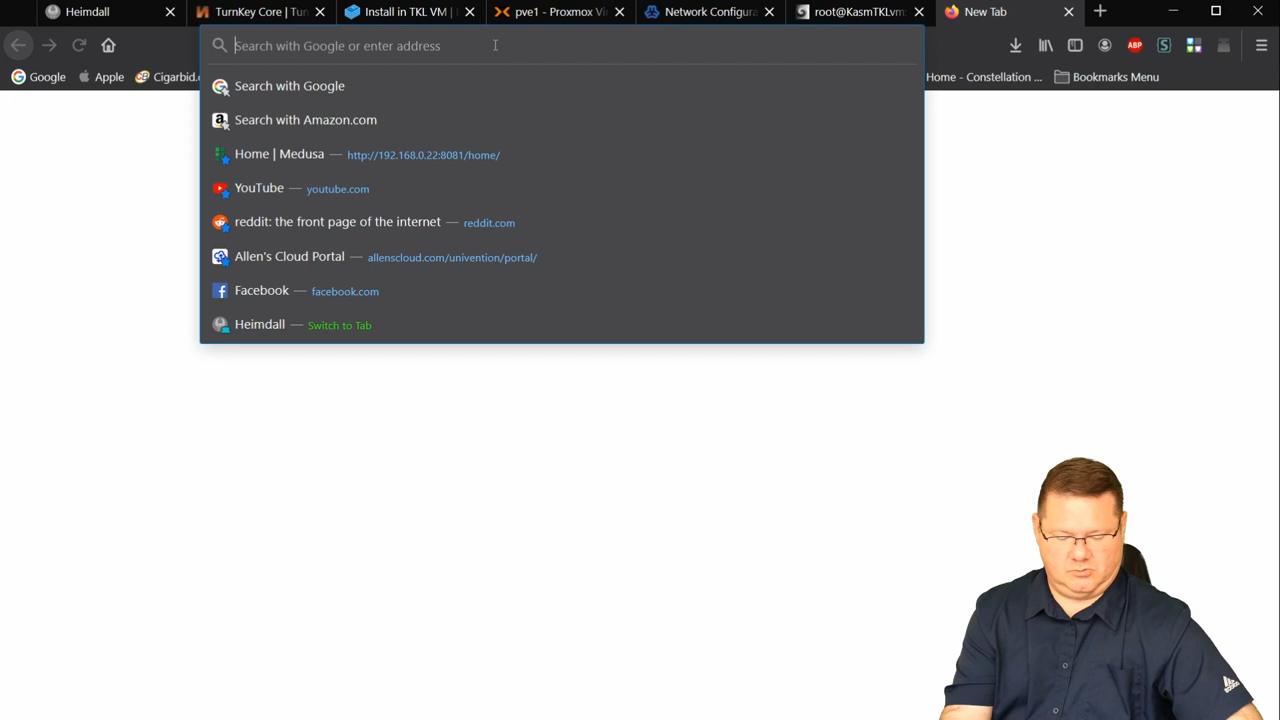 Heimdall
TurnKey Core | Tur
Install in TKL VM |
pve1 - Proxmox Vi
Network Configura
root@KasmTKLvm
New Tab
Search with Google or enter address
ABP
Google
Apple
Cigarbid.c
Home - Constellation ...
Bookmarks Menu
Search with Google
Search with Amazon.com
Home | Medusa — http://192.168.0.22:8081/home/
YouTube — youtube.com
reddit: the front page of the internet — reddit.com
Allen's Cloud Portal — allenscloud.com/univention/portal/
Facebook — facebook.com
Heimdall — Switch to Tab